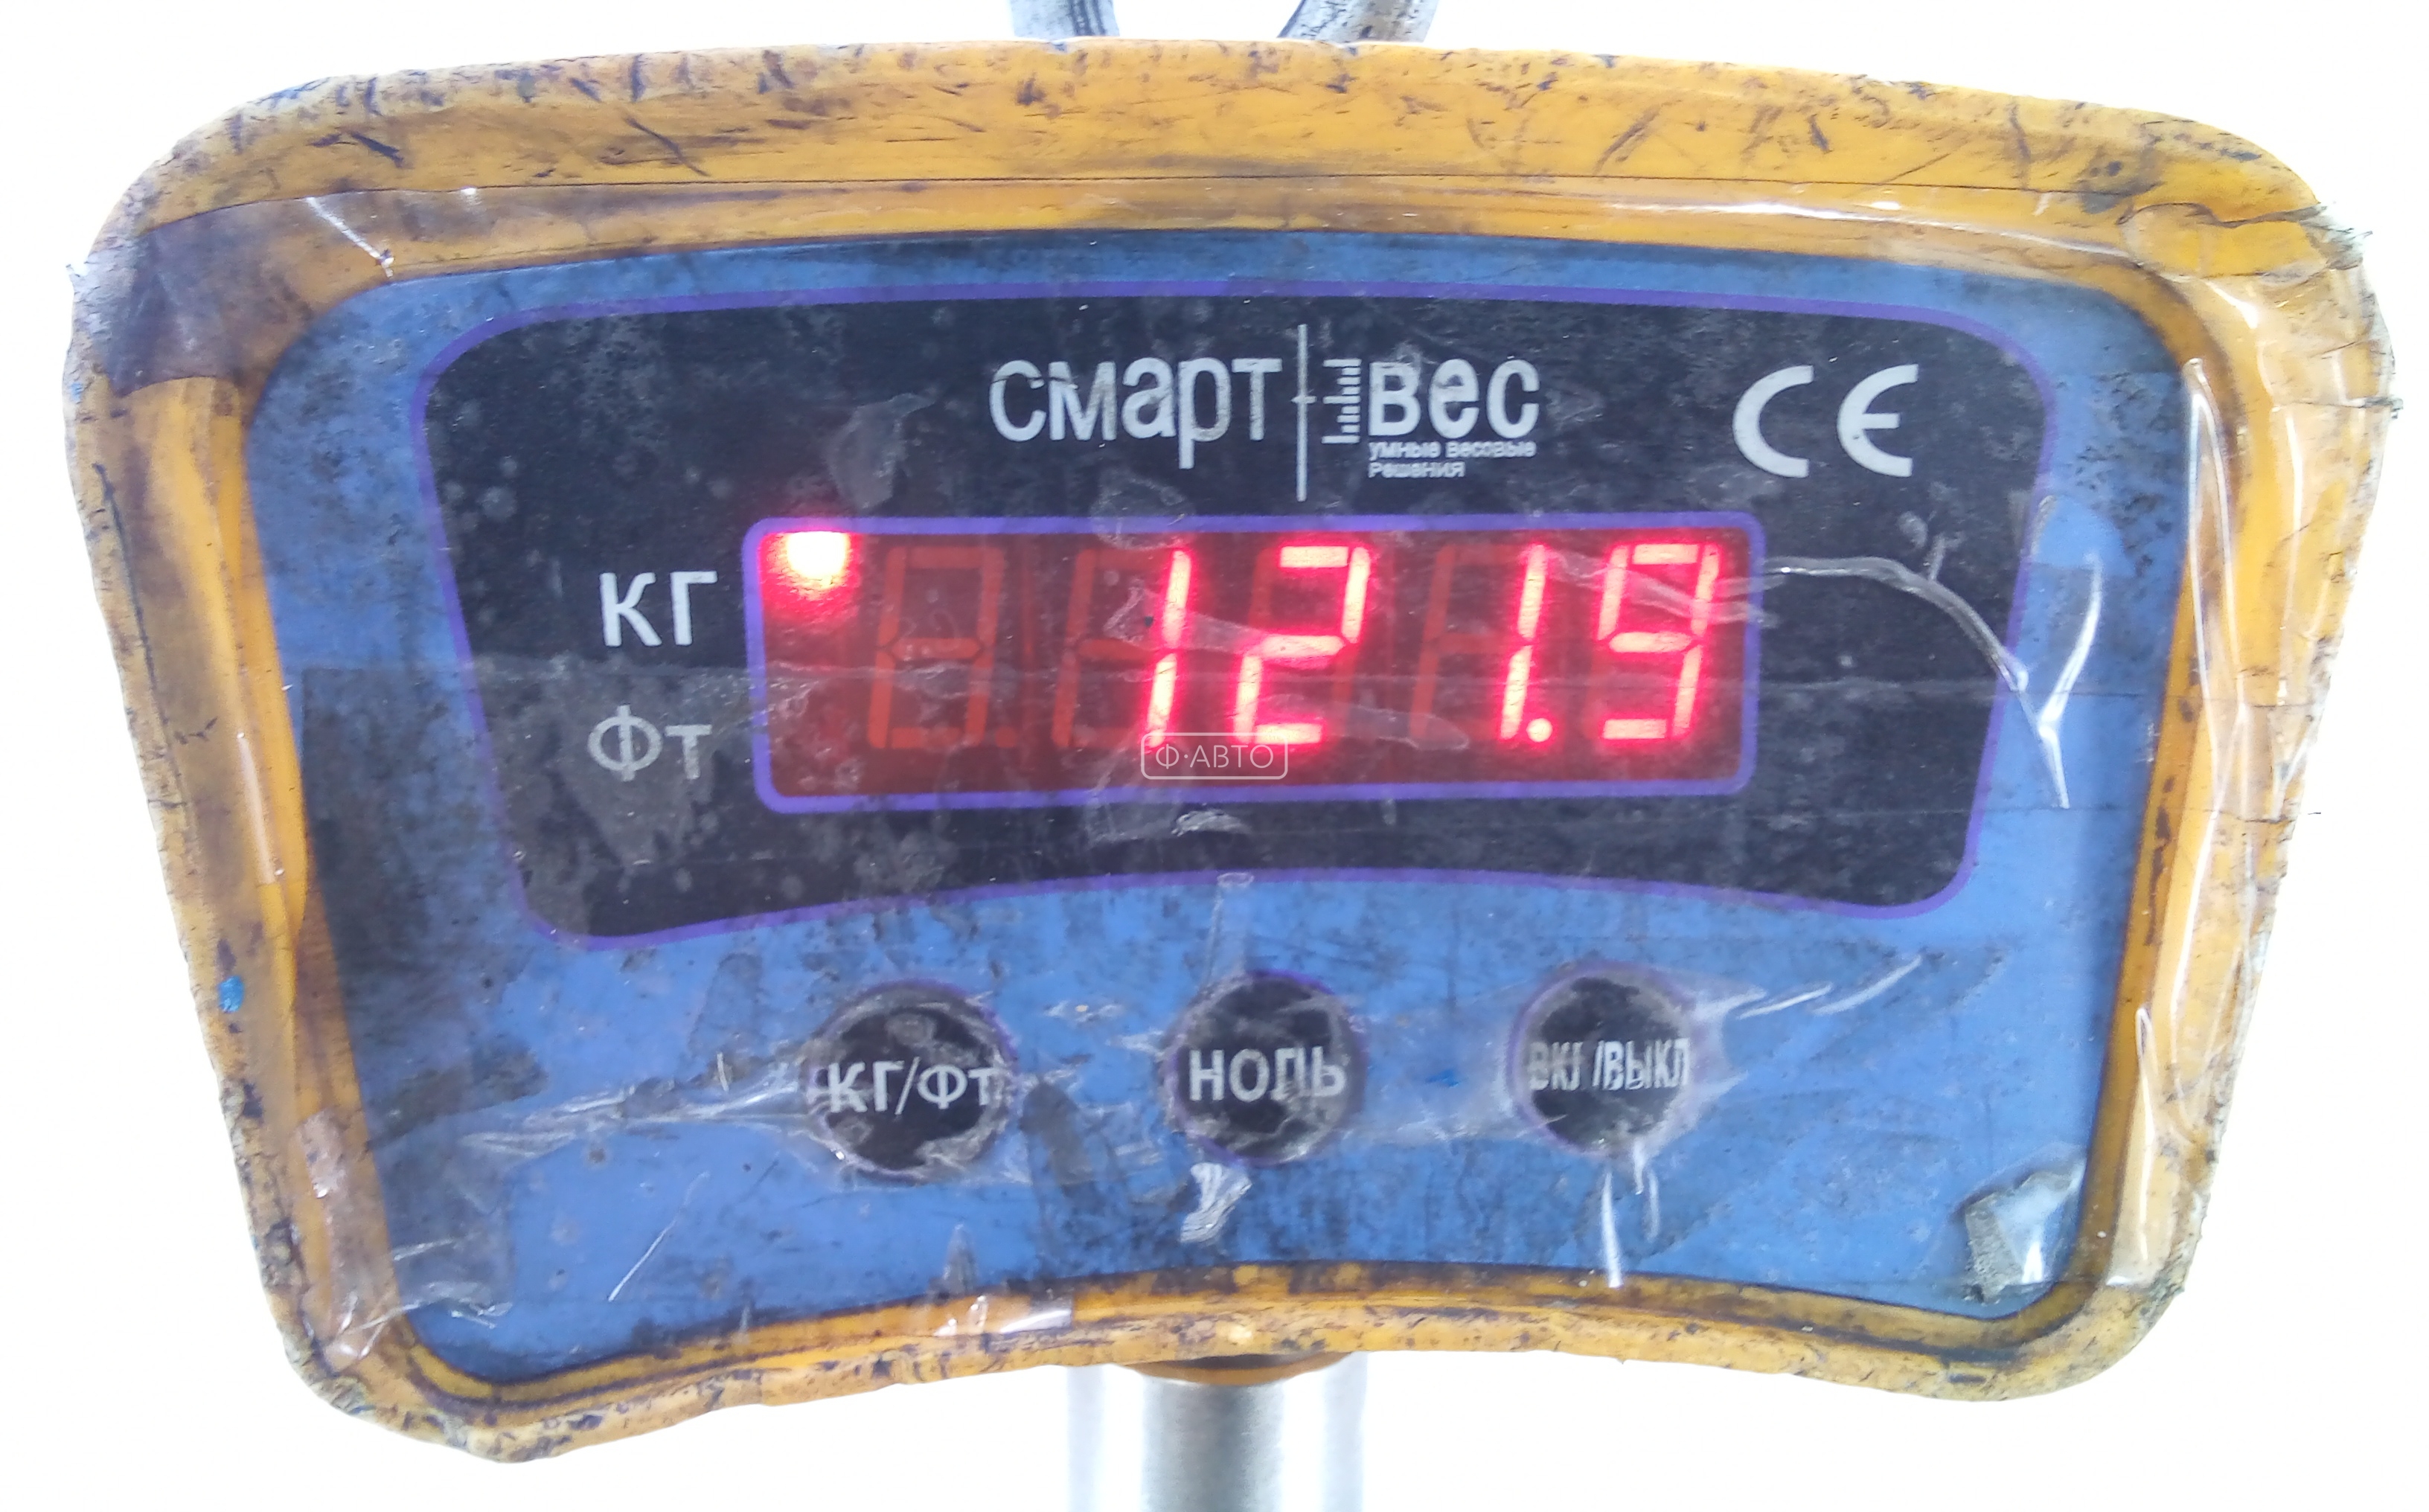 смарт вес
умные весовые
решения
CE
кг
121.9
фт
Ф·АВТО
кг/фт
ноль
вкл/выкл